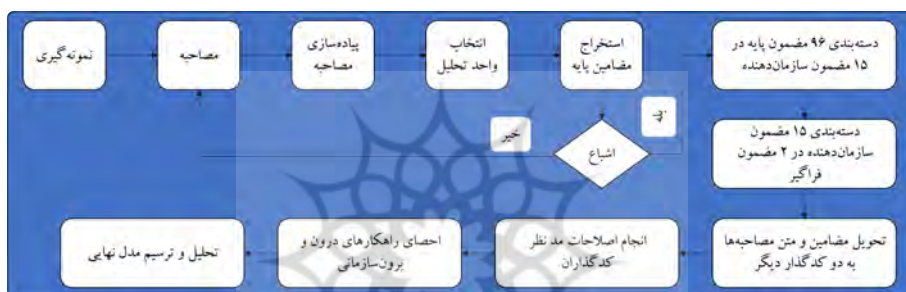 نمونه‌گیری
مصاحبه
پیاده‌سازی
مصاحبه
انتخاب
واحد تحلیل
استخراج
مضامین پایه
دسته‌بندی ۹۶ مضمون پایه در
۱۵ مضمون سازمان‌دهنده
بلی
خیر
اشباع
دسته‌بندی ۱۵ مضمون
سازمان‌دهنده در ۲ مضمون
فراگیر
تحویل مضامین و متن مصاحبه‌ها
به دو کدگذار دیگر
انجام اصلاحات مد نظر
کدگذاران
احصای راهکارهای درون و
برون‌سازمانی
تحلیل و ترسیم مدل نهایی